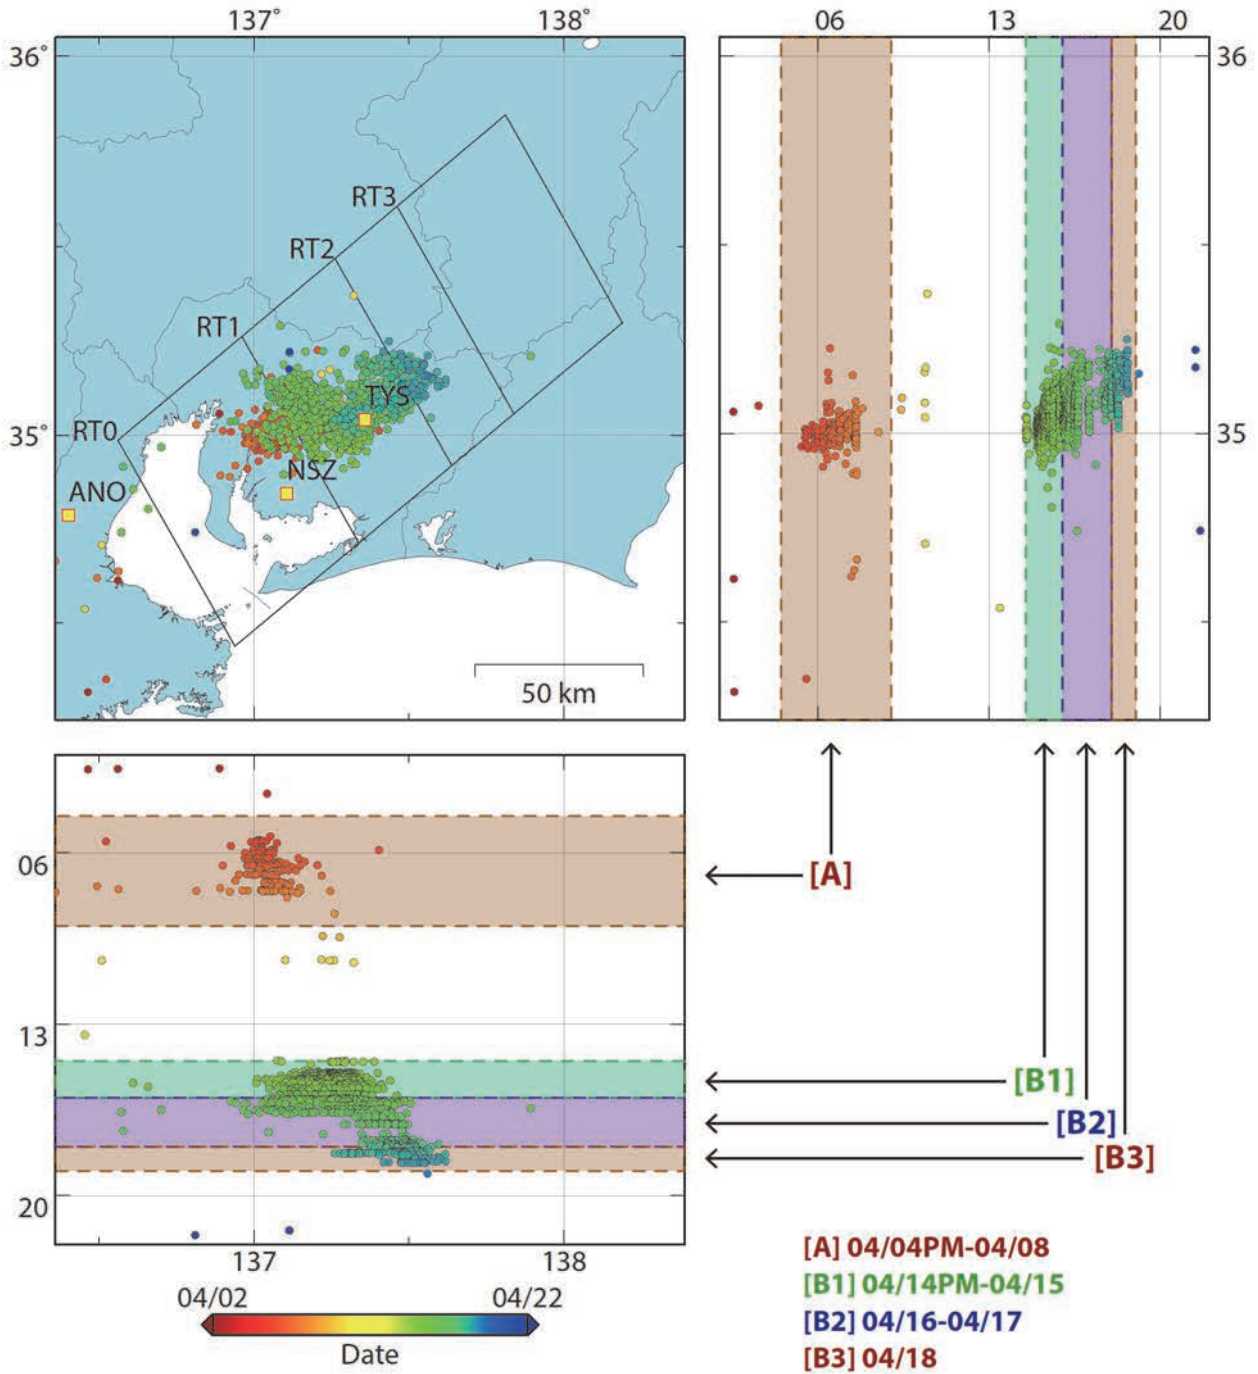 137° 138° 06 13 20
36° 36
RT3
RT2
RT1
TYS
35° RT0 35
NSZ
ANO
50 km
06 [A]
13
[B1]
[B2]
[B3]
20
137 138
[A] 04/04PM-04/08
04/02 04/22 [B1] 04/14PM-04/15
[B2] 04/16-04/17
Date
[B3] 04/18